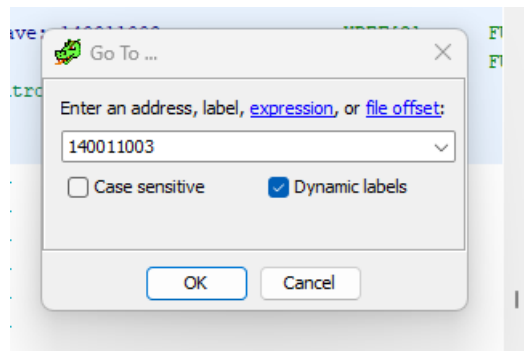 Go To ...
Enter an address, label, expression, or file offset:
140011003
Case sensitive
Dynamic labels
OK
Cancel